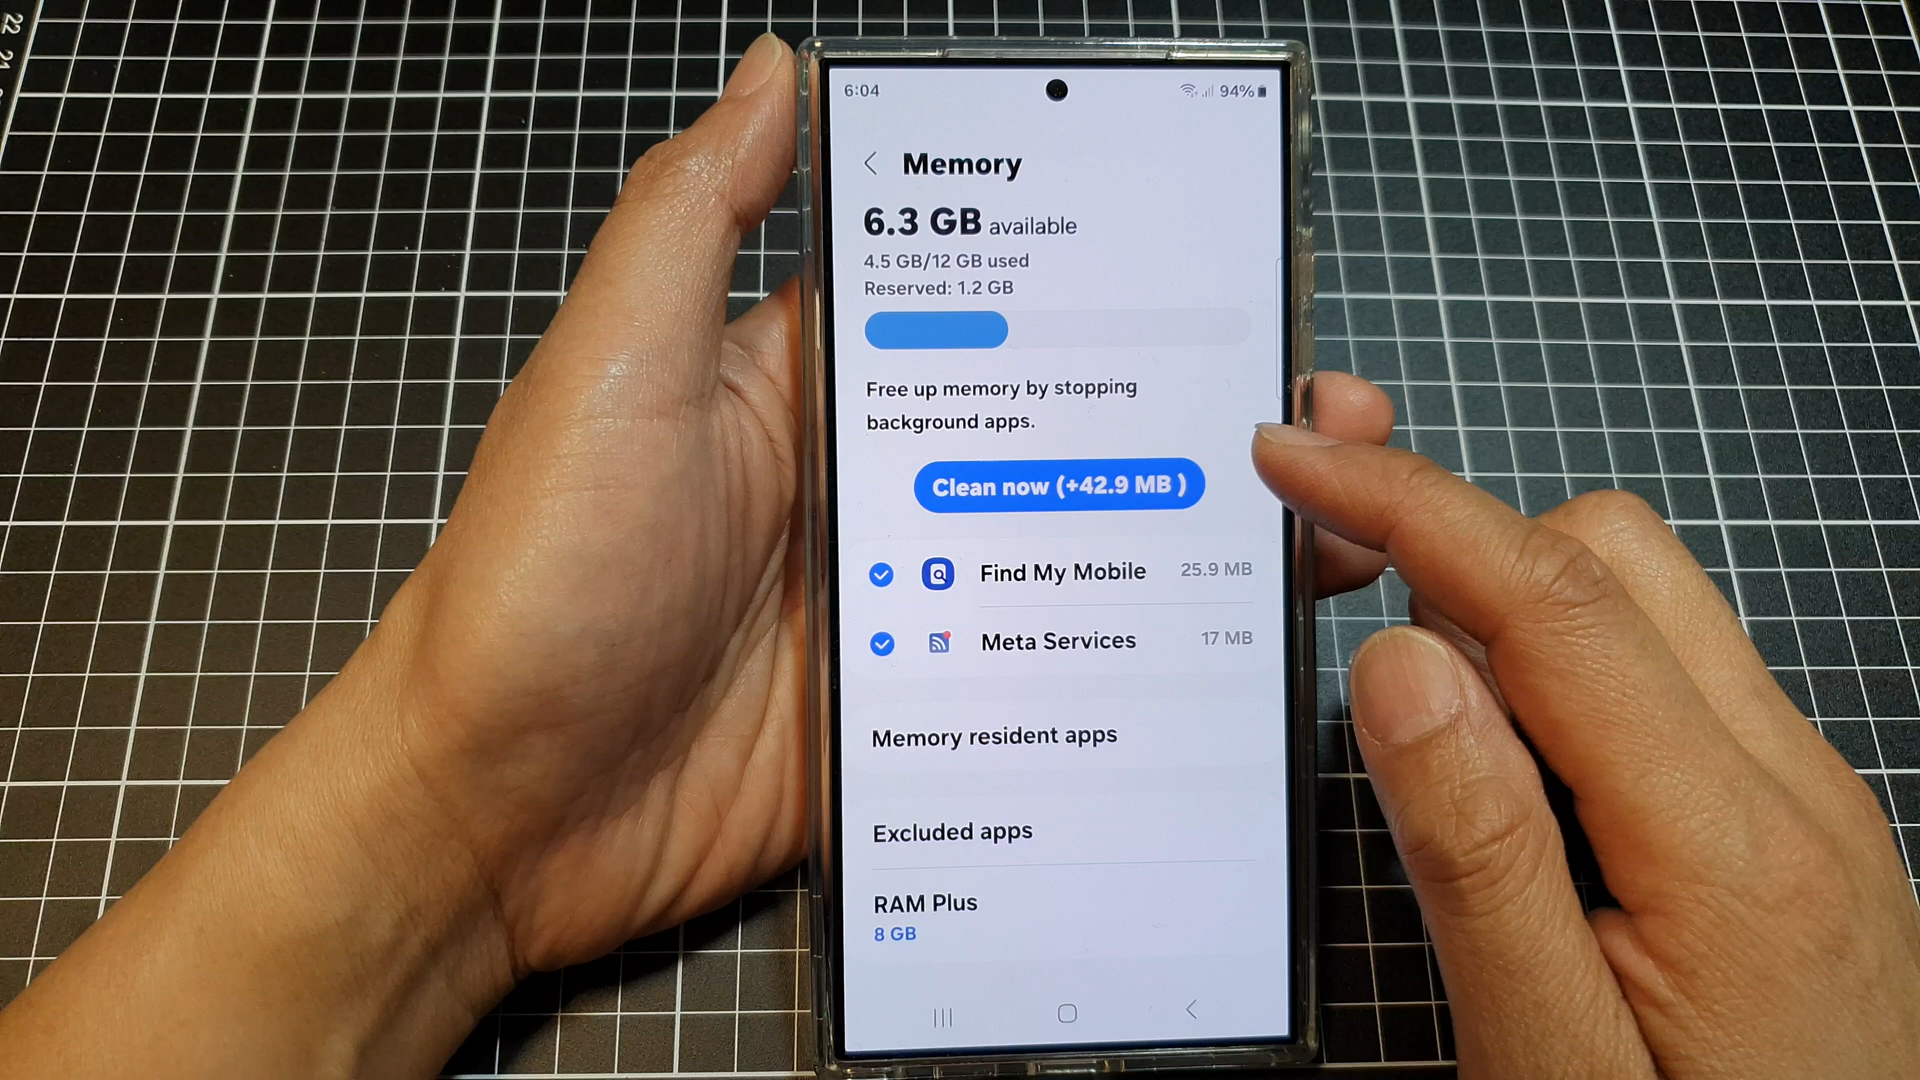 22
21
6:04
94%
Memory
6.3 GB available
4.5 GB/12 GB used
Reserved: 1.2 GB
Free up memory by stopping
background apps.
Clean now (+42.9 MB )
Find My Mobile 25.9 MB
Meta Services 17 MB
Memory resident apps
Excluded apps
RAM Plus
8 GB